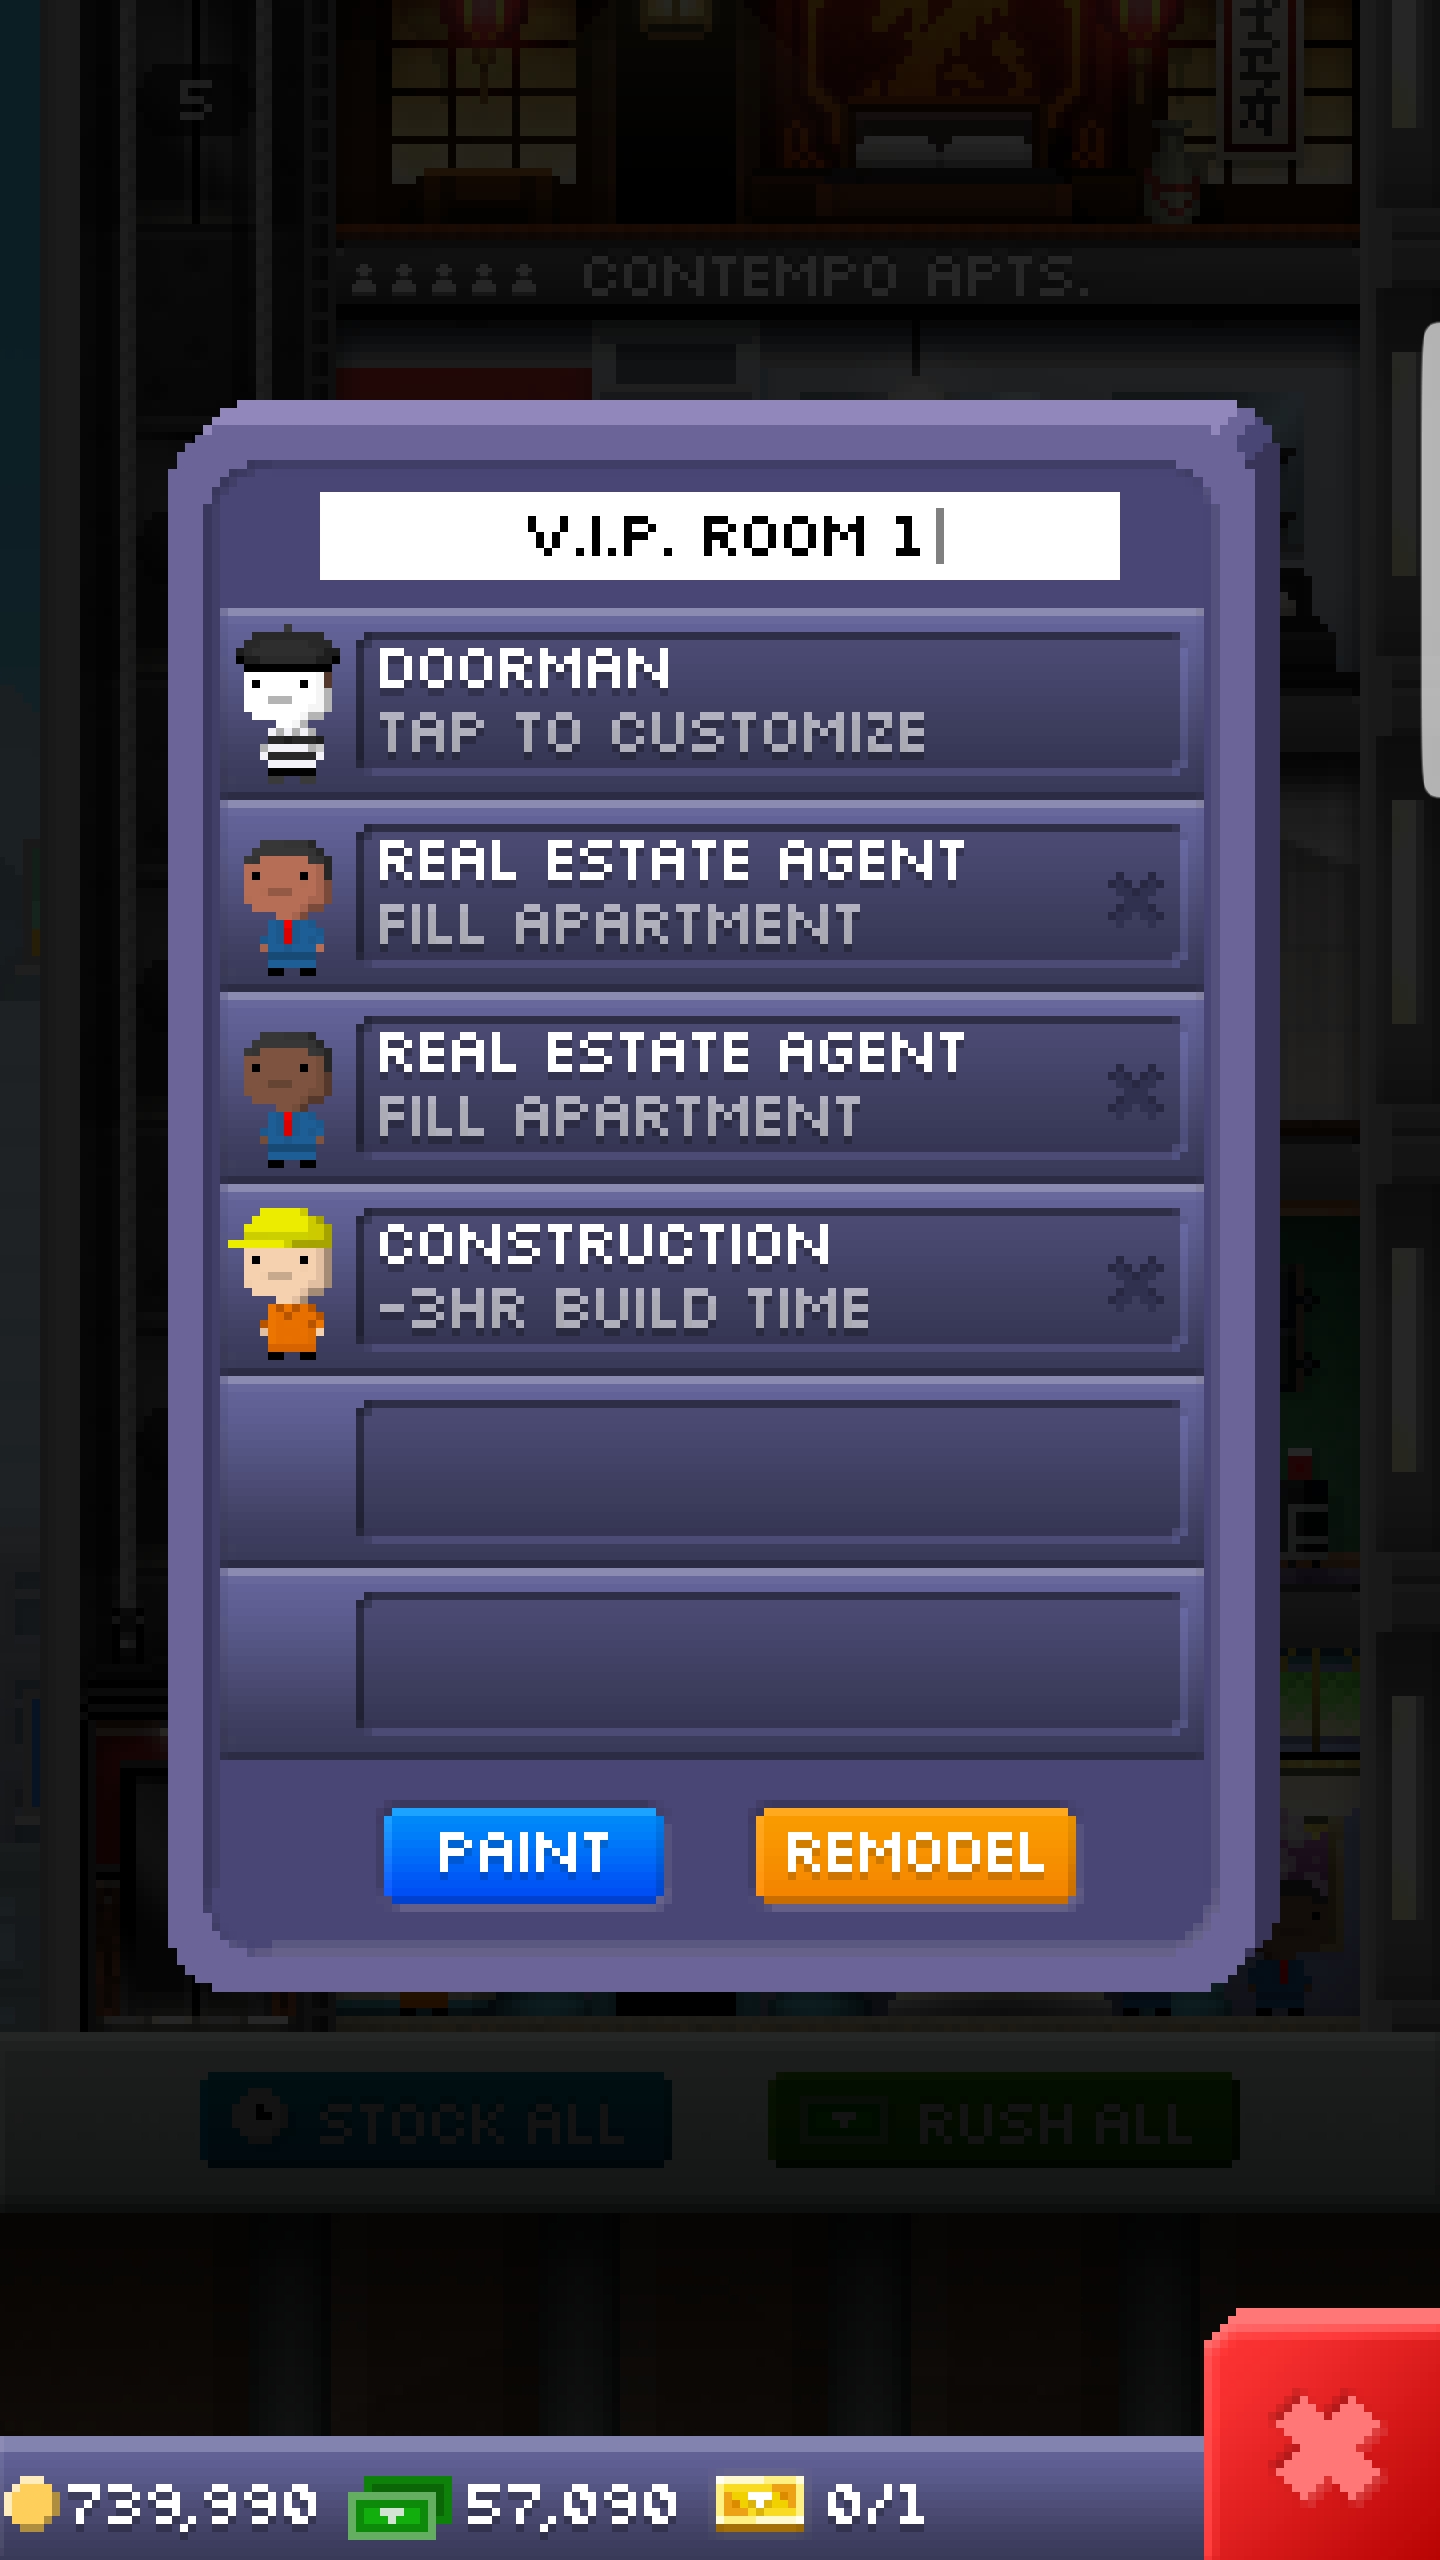 5
CONTEMPO APTS.
V.I.P. ROOM 1
DOORMAN
TAP TO CUSTOMIZE
REAL ESTATE AGENT
FILL APARTMENT
REAL ESTATE AGENT
FILL APARTMENT
CONSTRUCTION
-3HR BUILD TIME
PAINT
REMODEL
STOCK ALL
RUSH ALL
739,990
57,090
0/1